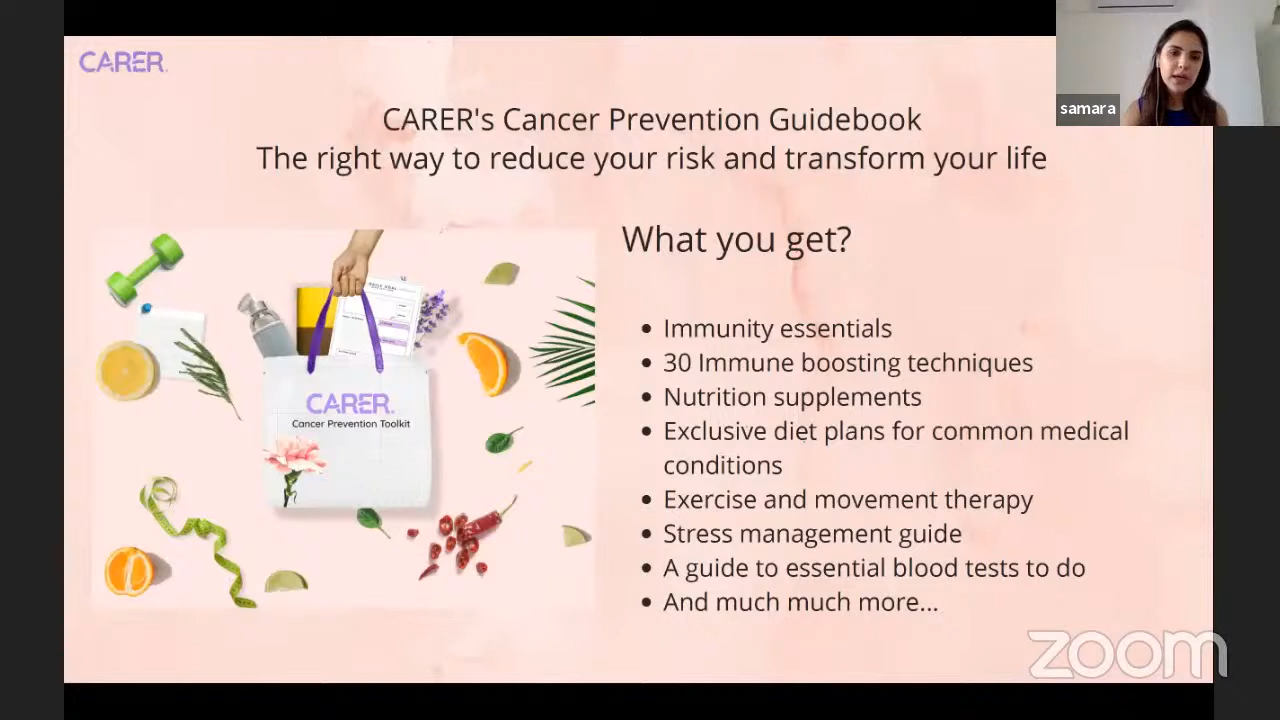 CARER
samara
CARER's Cancer Prevention Guidebook
The right way to reduce your risk and transform your life
What you get?
• Immunity essentials
• 30 Immune boosting techniques
• Nutrition supplements
• Exclusive diet plans for common medical
conditions
• Exercise and movement therapy
• Stress management guide
• A guide to essential blood tests to do
• And much much more...
CARER.
Cancer Prevention Toolkit
zoom